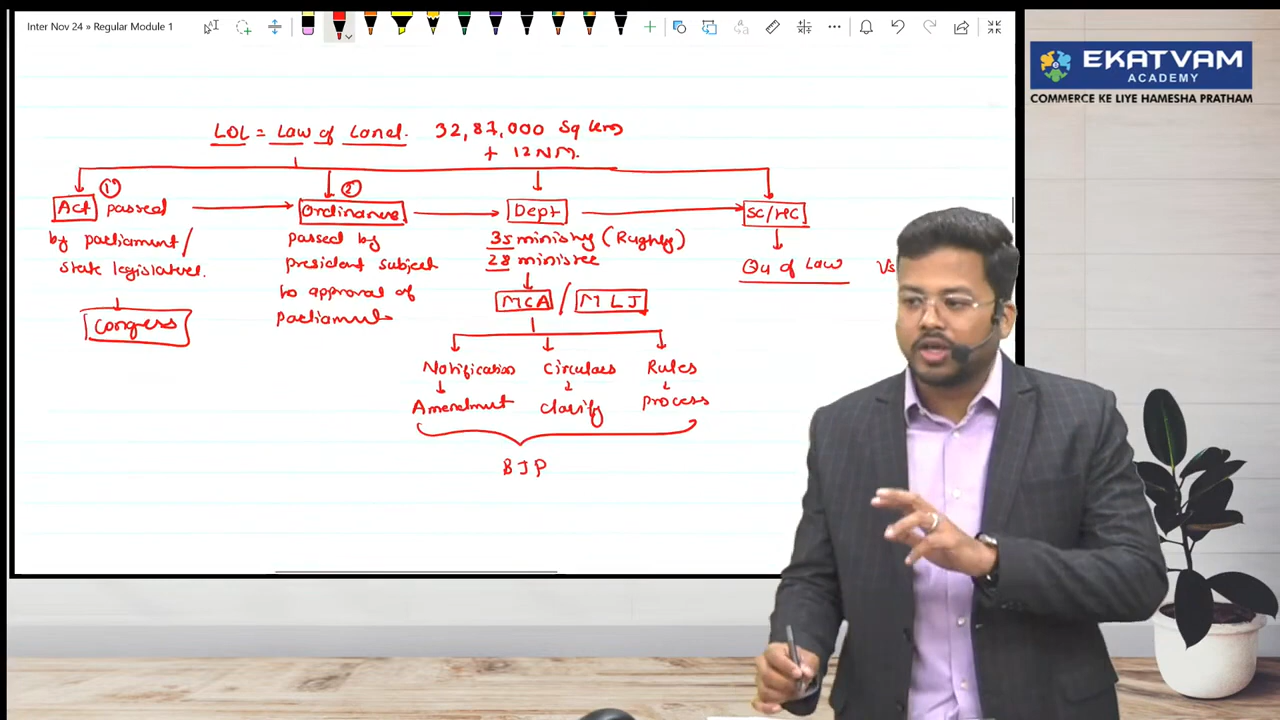 Inter Nov 24 » Regular Module 1
EKATVAM
ACADEMY
COMMERCE KE LIYE HAMESHA PRATHAM
LOL = Law of Land. 32,87,000 Sq kms
+ 12NM.
① ②
Act passed
by parliament/
state legislature.
Congress
Ordinance
passed by
president subject
to approval of
Parliament
Dept
35 ministry (Roughly)
28 ministee
MCA / MLJ
Notification Circulars Rules
Amendment Clarify Process
BJP
SC/HC
Qu of Law Vs